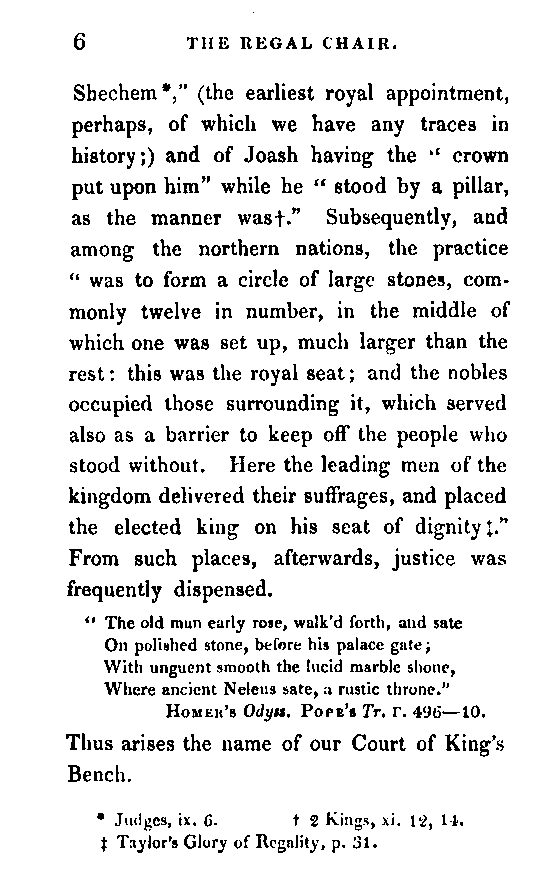 6 THE REGAL CHAIR.
Shechem *," (the earliest royal appointment,
perhaps, of which we have any traces in
history;) and of Joash having the " crown
put upon him" while he " stood by a pillar,
as the manner was†." Subsequently, and
among the northern nations, the practice
" was to form a circle of large stones, com-
monly twelve in number, in the middle of
which one was set up, much larger than the
rest: this was the royal seat; and the nobles
occupied those surrounding it, which served
also as a barrier to keep off the people who
stood without. Here the leading men of the
kingdom delivered their suffrages, and placed
the elected king on his seat of dignity ‡."
From such places, afterwards, justice was
frequently dispensed.
" The old man early rose, walk'd forth, and sate
On polished stone, before his palace gate;
With unguent smooth the lucid marble shone,
Where ancient Neleus sate, a rustic throne."
HOMER'S Odyss. POPE'S Tr. Γ. 496—10.
Thus arises the name of our Court of King's
Bench.
* Judges, ix. 6. † 2 Kings, xi. 12, 14.
‡ Taylor's Glory of Regality, p. 31.